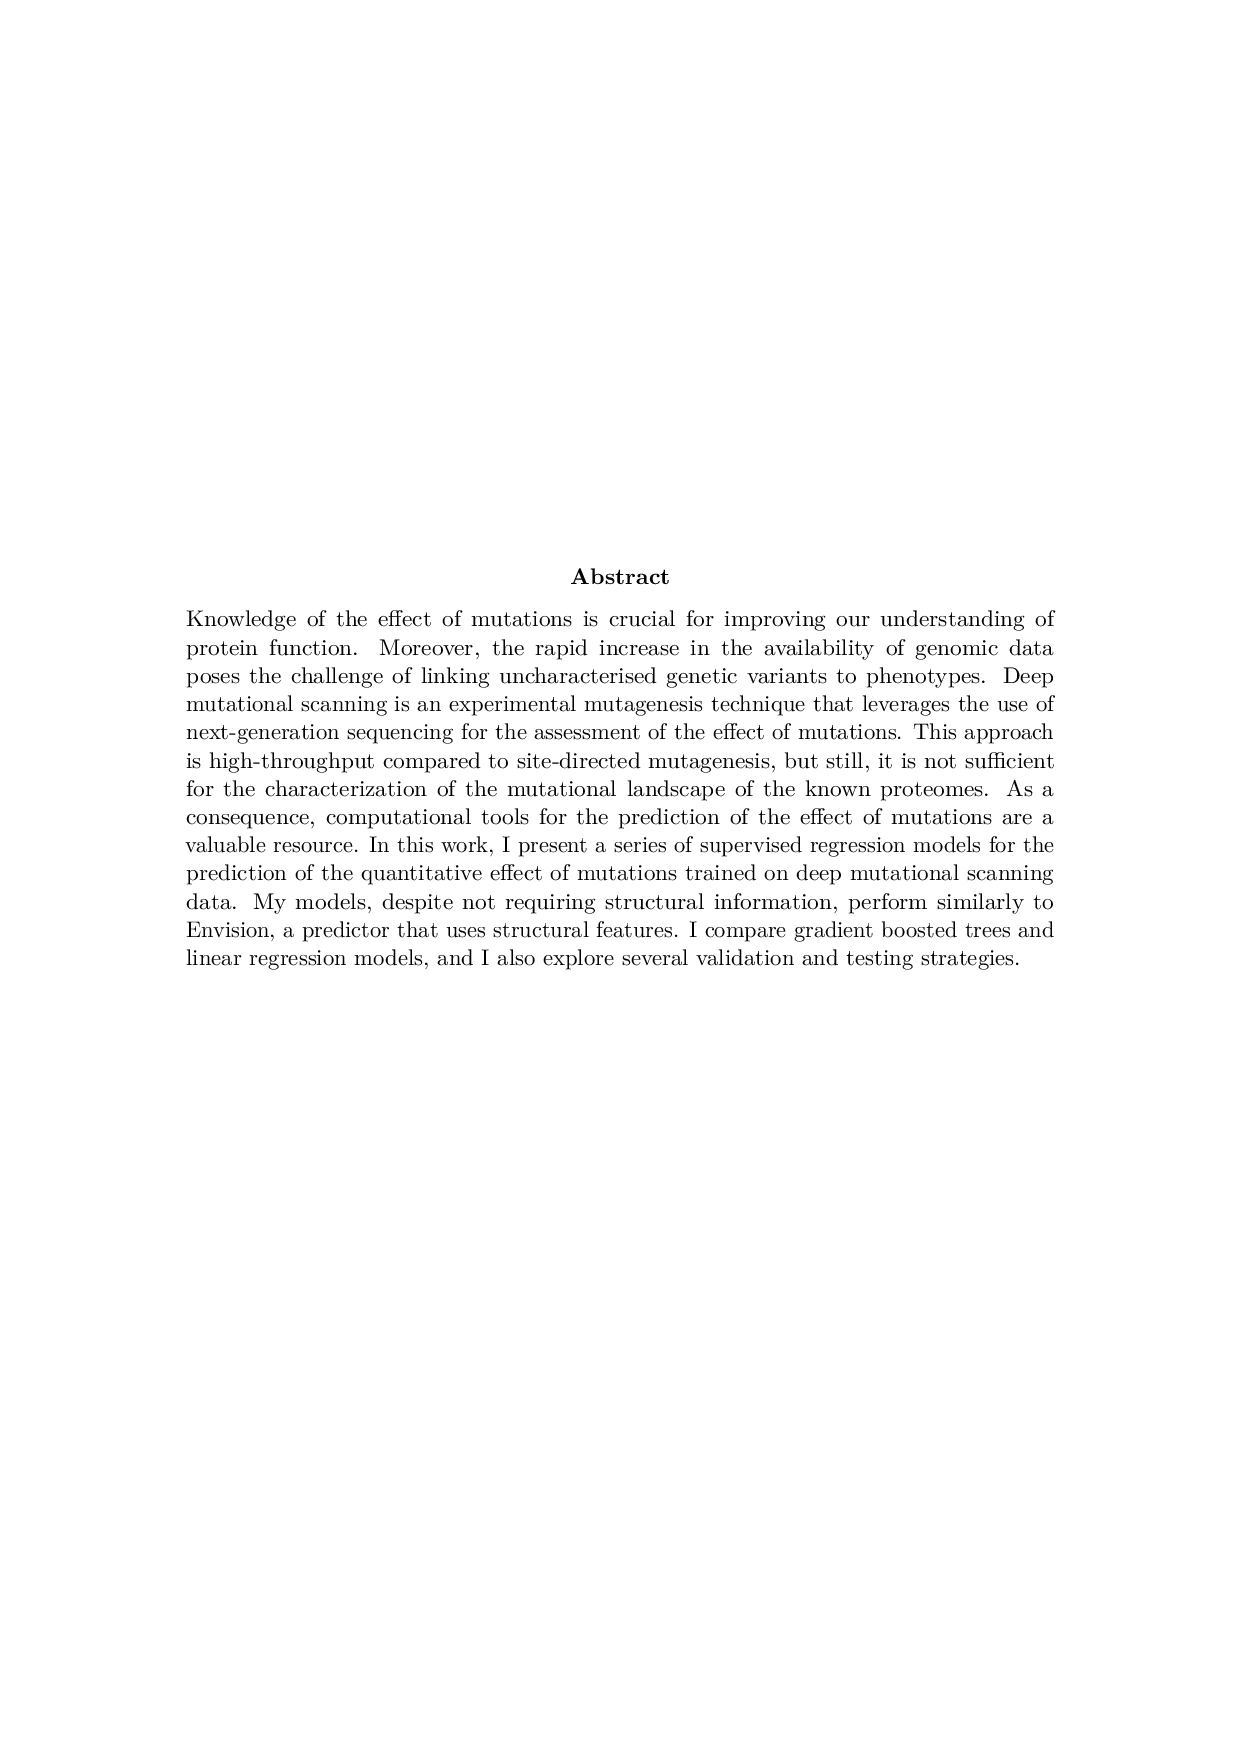 Abstract
Knowledge of the effect of mutations is crucial for improving our understanding of
protein function. Moreover, the rapid increase in the availability of genomic data
poses the challenge of linking uncharacterised genetic variants to phenotypes. Deep
mutational scanning is an experimental mutagenesis technique that leverages the use of
next-generation sequencing for the assessment of the effect of mutations. This approach
is high-throughput compared to site-directed mutagenesis, but still, it is not sufficient
for the characterization of the mutational landscape of the known proteomes. As a
consequence, computational tools for the prediction of the effect of mutations are a
valuable resource. In this work, I present a series of supervised regression models for the
prediction of the quantitative effect of mutations trained on deep mutational scanning
data. My models, despite not requiring structural information, perform similarly to
Envision, a predictor that uses structural features. I compare gradient boosted trees and
linear regression models, and I also explore several validation and testing strategies.